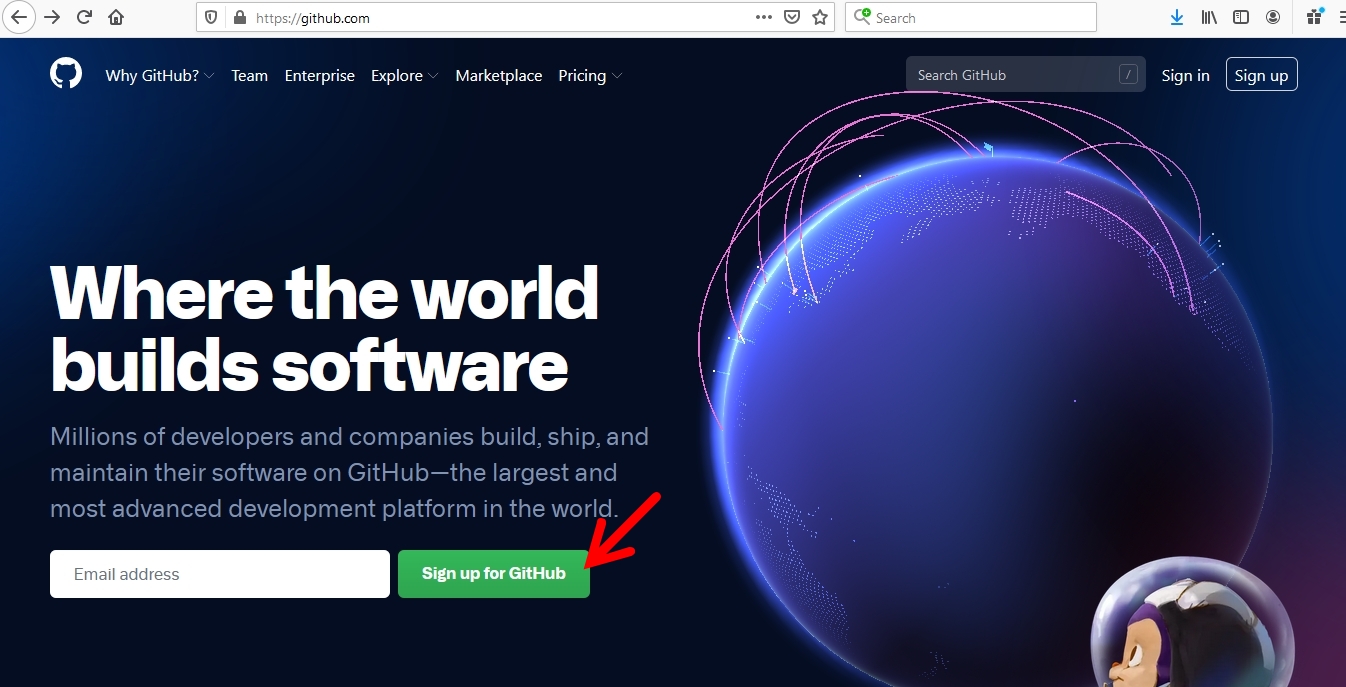 https://github.com
Search
Why GitHub? Team Enterprise Explore Marketplace Pricing
Search GitHub /
Sign in
Sign up
Where the world
builds software
Millions of developers and companies build, ship, and
maintain their software on GitHub—the largest and
most advanced development platform in the world.
Email address
Sign up for GitHub